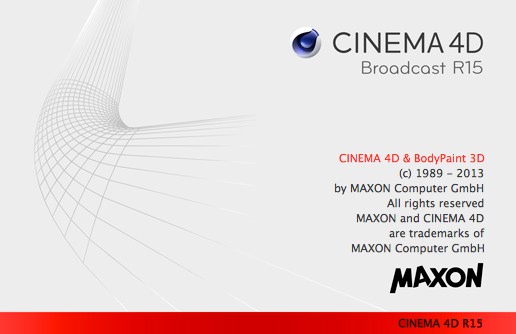 CINEMA 4D
Broadcast R15
CINEMA 4D & BodyPaint 3D
(c) 1989 - 2013
by MAXON Computer GmbH
All rights reserved
MAXON and CINEMA 4D
are trademarks of
MAXON Computer GmbH
MAXON
CINEMA 4D R15